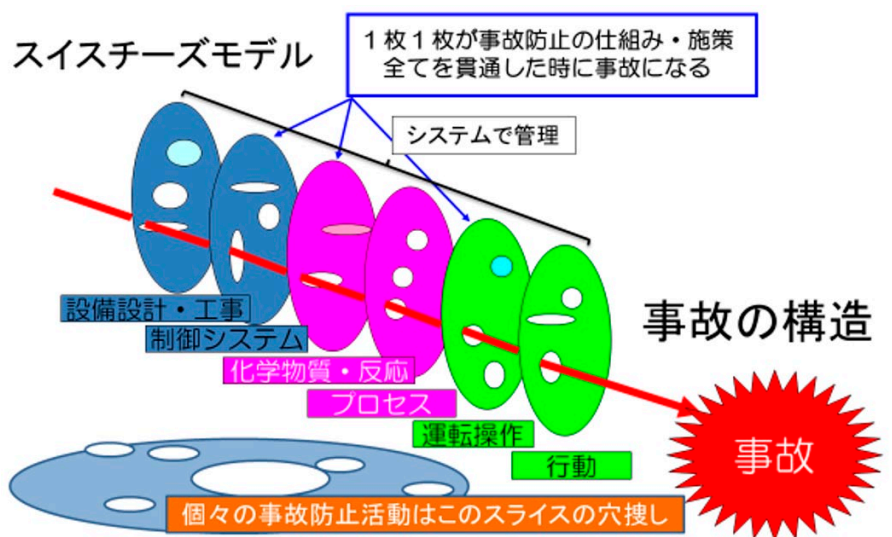 スイスチーズモデル
1枚1枚が事故防止の仕組み・施策
全てを貫通した時に事故になる
システムで管理
設備設計・工事
制御システム
化学物質・反応
プロセス
運転操作
行動
事故の構造
事故
個々の事故防止活動はこのスライスの穴捜し